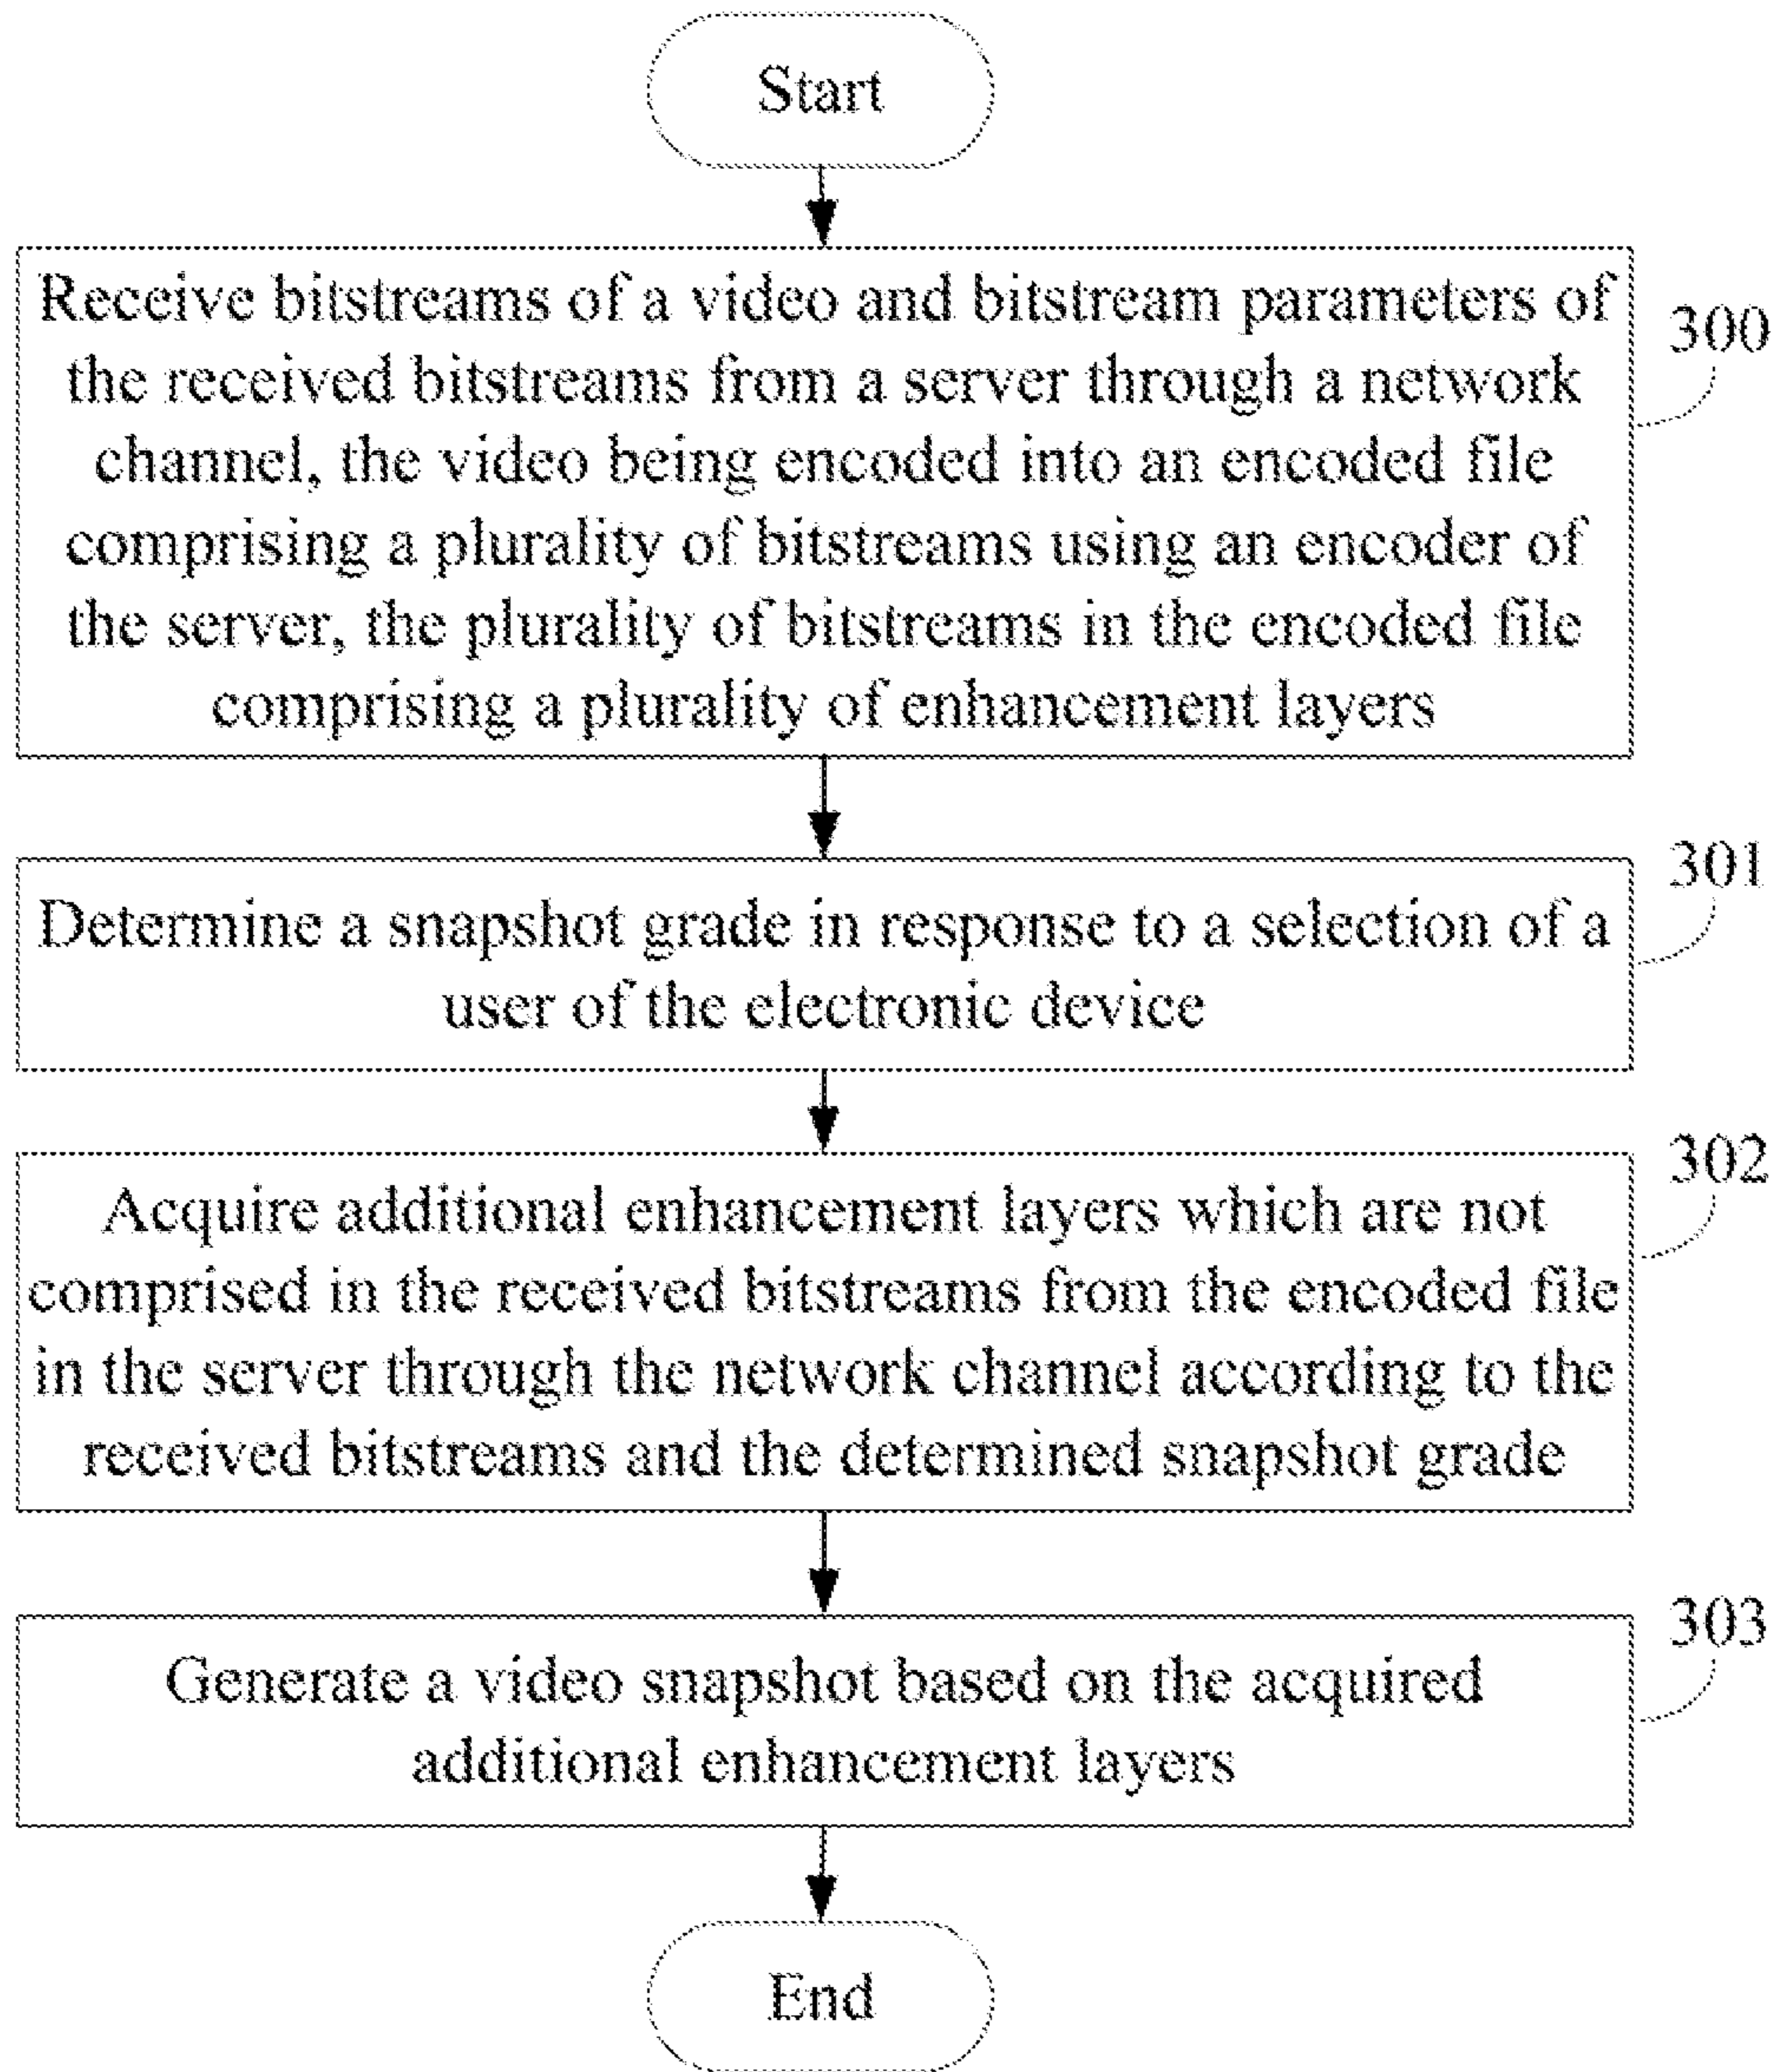 Start
Receive bitstreams of a video and bitstream parameters of
the received bitstreams from a server through a network
channel, the video being encoded into an encoded file
comprising a plurality of bitstreams using an encoder of
the server, the plurality of bitstreams in the encoded file
comprising a plurality of enhancement layers
300
Determine a snapshot grade in response to a selection of a
user of the electronic device
301
Acquire additional enhancement layers which are not
comprised in the received bitstreams from the encoded file
in the server through the network channel according to the
received bitstreams and the determined snapshot grade
302
Generate a video snapshot based on the acquired
additional enhancement layers
303
End